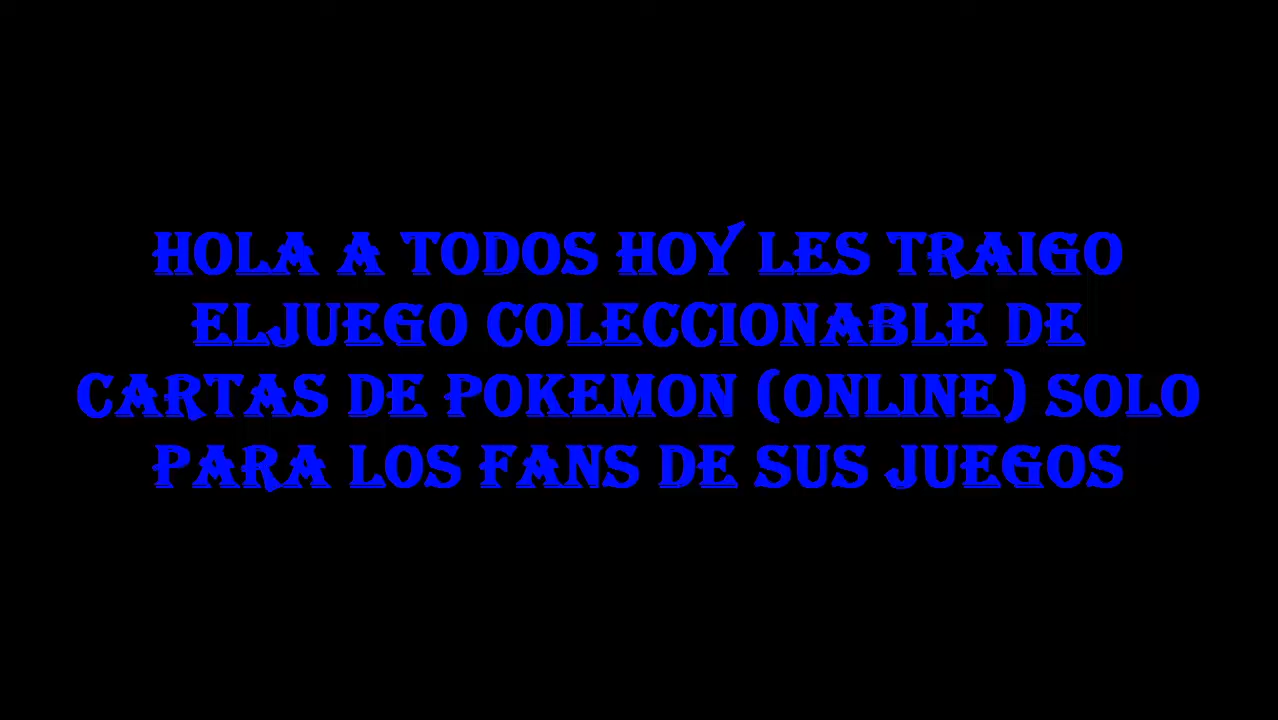 HOLA A TODOS HOY LES TRAIGO
ELJUEGO COLECCIONABLE DE
CARTAS DE POKEMON (ONLINE) SOLO
PARA LOS FANS DE SUS JUEGOS